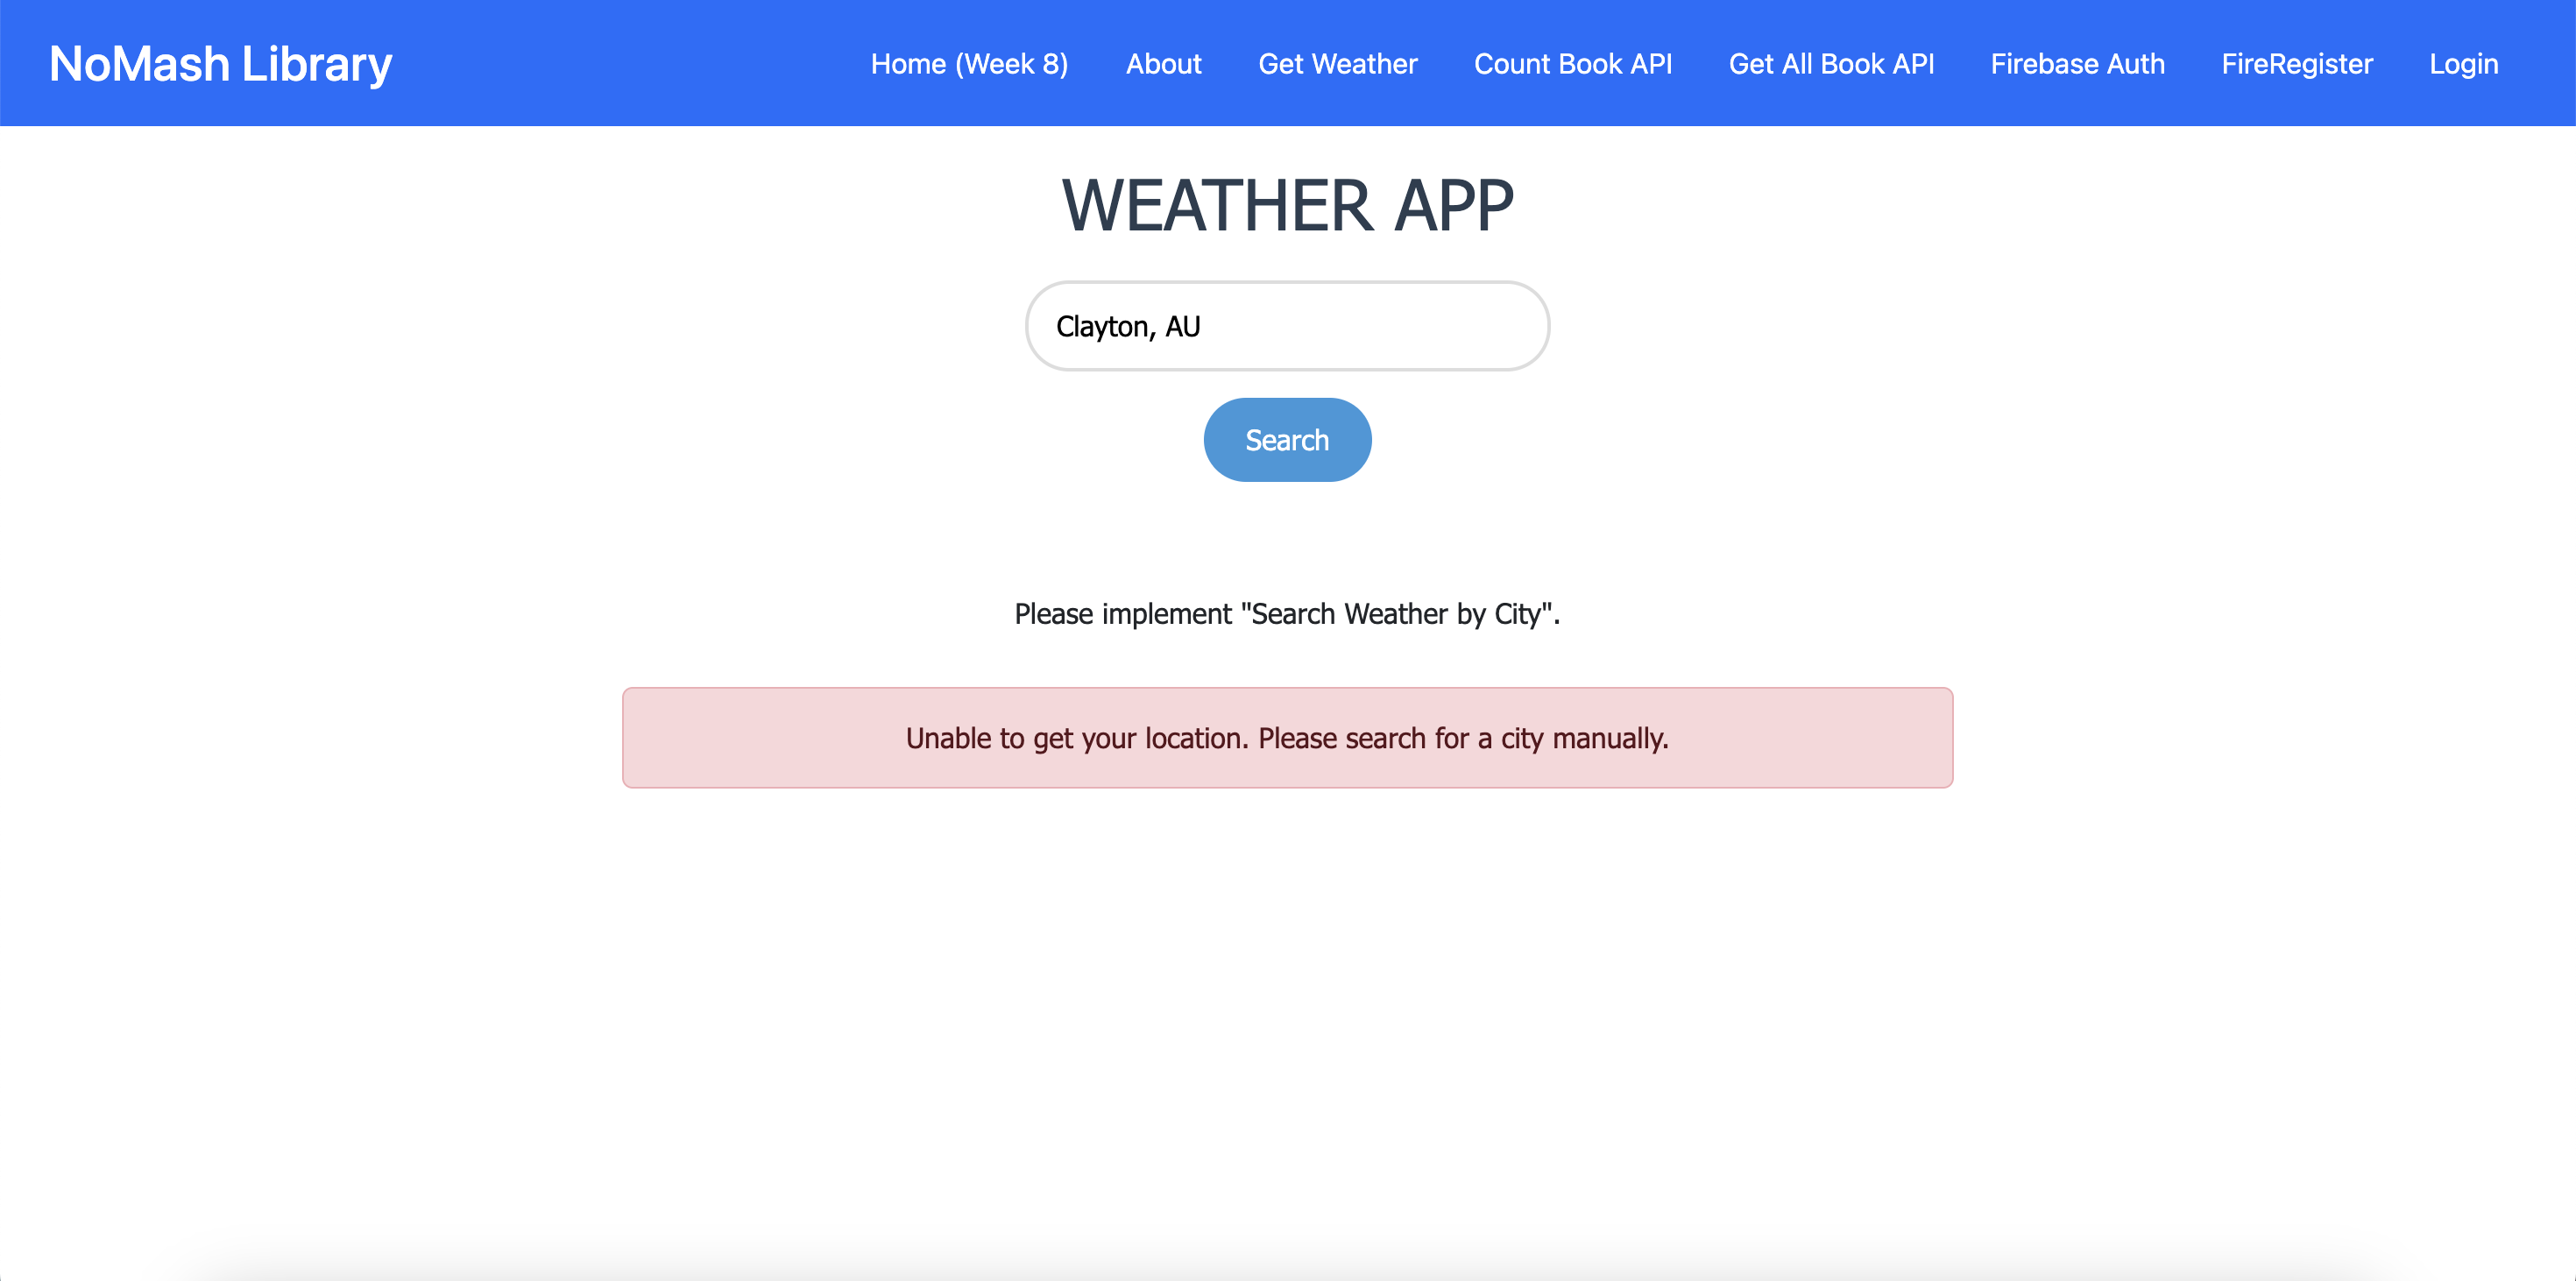 NoMash Library
Home (Week 8) About Get Weather Count Book API Get All Book API Firebase Auth FireRegister Login
WEATHER APP
Clayton, AU
Search
Please implement "Search Weather by City".
Unable to get your location. Please search for a city manually.